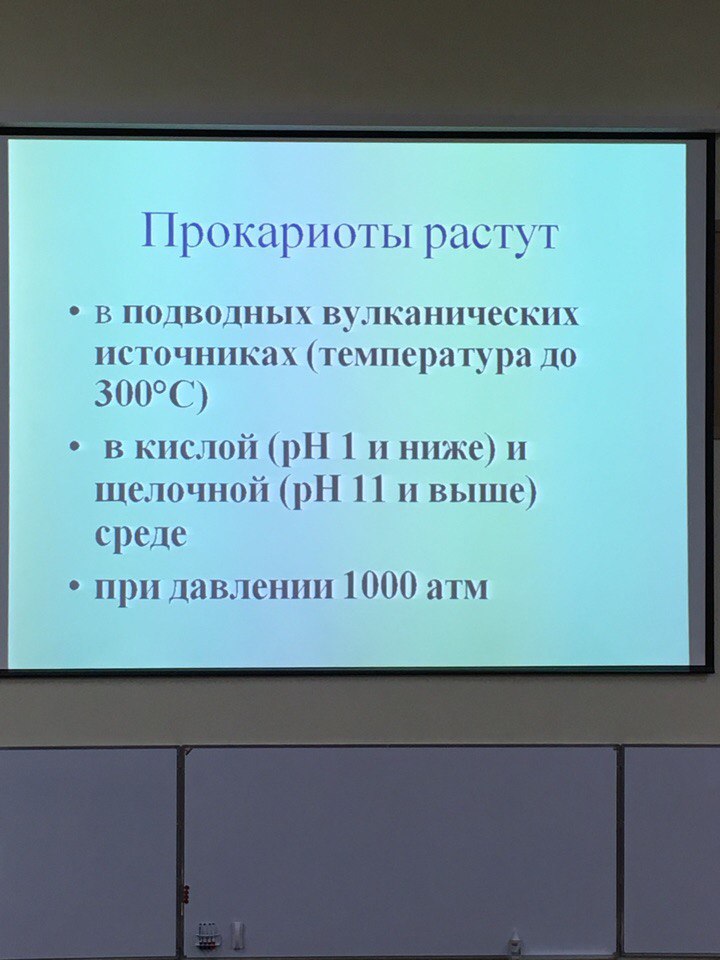 Прокариоты растут
• в подводных вулканических
источниках (температура до
300°С)
• в кислой (рН 1 и ниже) и
щелочной (рН 11 и выше)
среде
• при давлении 1000 атм